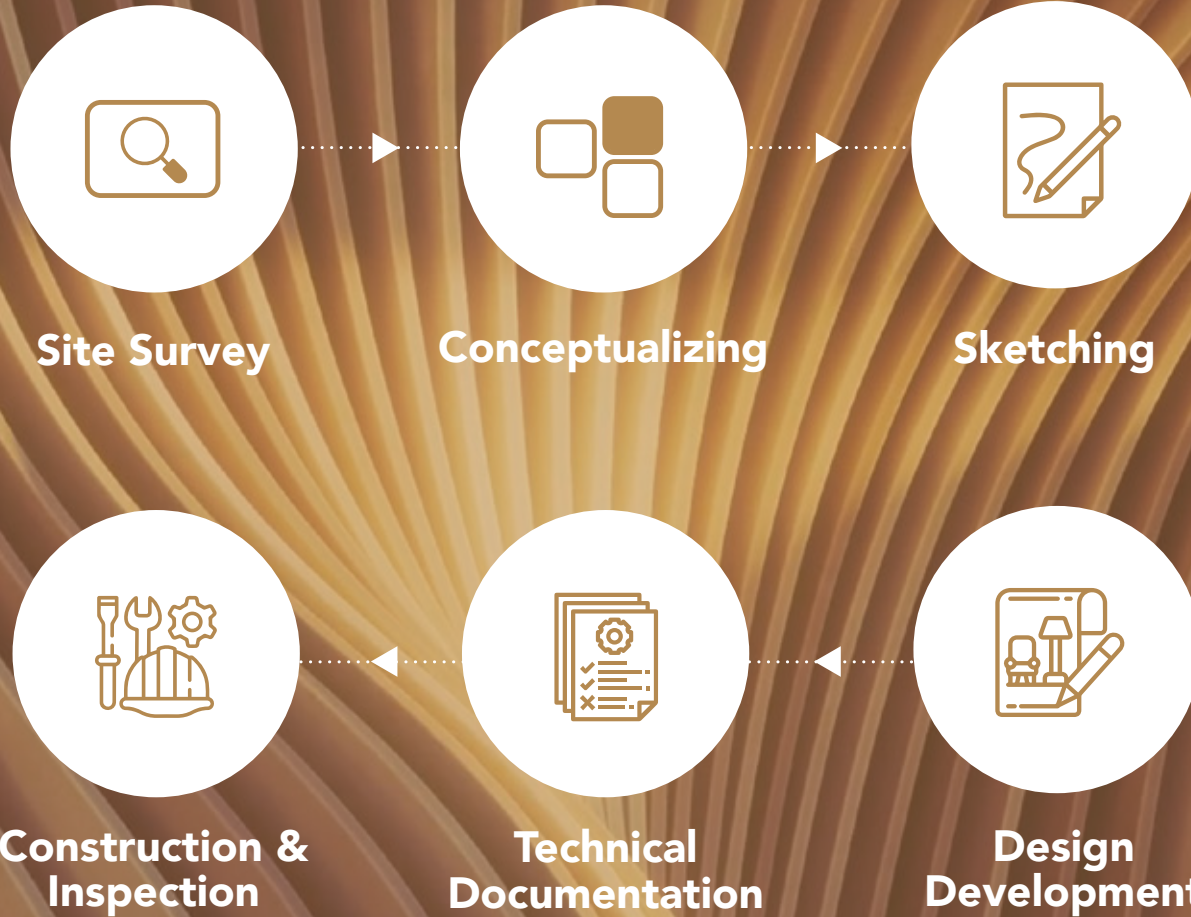 Site Survey
Conceptualizing
Sketching
Construction &
Inspection
Technical
Documentation
Design
Development